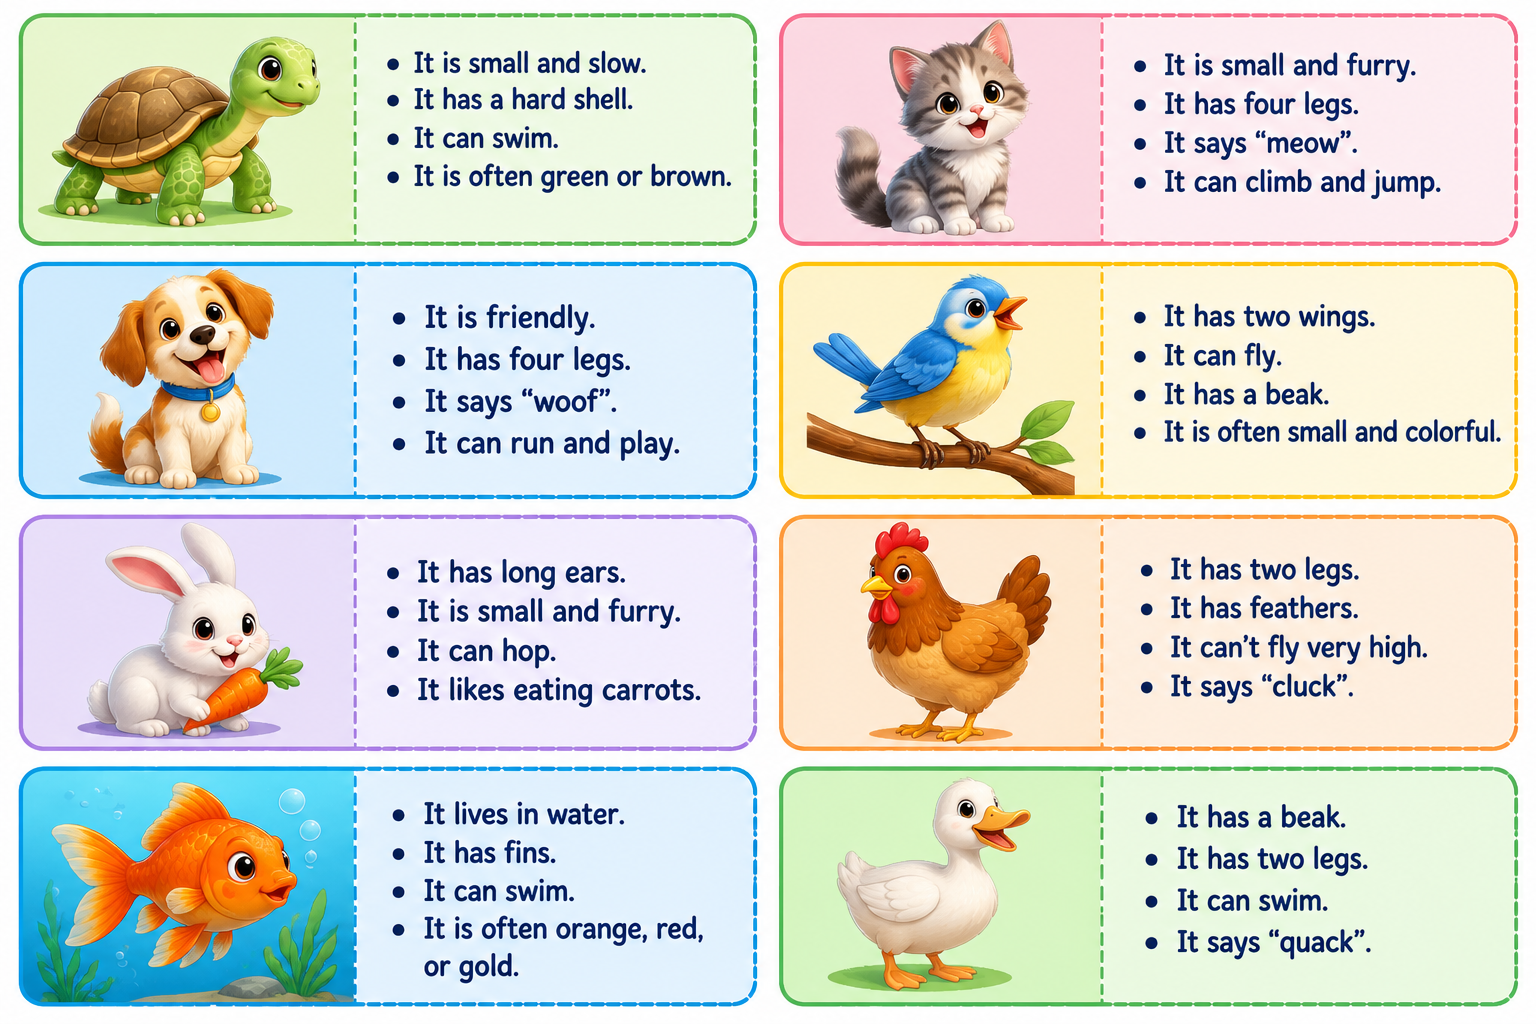 • It is small and slow.
• It has a hard shell.
• It can swim.
• It is often green or brown.
• It is small and furry.
• It has four legs.
• It says “meow”.
• It can climb and jump.
• It is friendly.
• It has four legs.
• It says “woof”.
• It can run and play.
• It has two wings.
• It can fly.
• It has a beak.
• It is often small and colorful.
• It has long ears.
• It is small and furry.
• It can hop.
• It likes eating carrots.
• It has two legs.
• It has feathers.
• It can’t fly very high.
• It says “cluck”.
• It lives in water.
• It has fins.
• It can swim.
• It is often orange, red,
or gold.
• It has a beak.
• It has two legs.
• It can swim.
• It says “quack”.